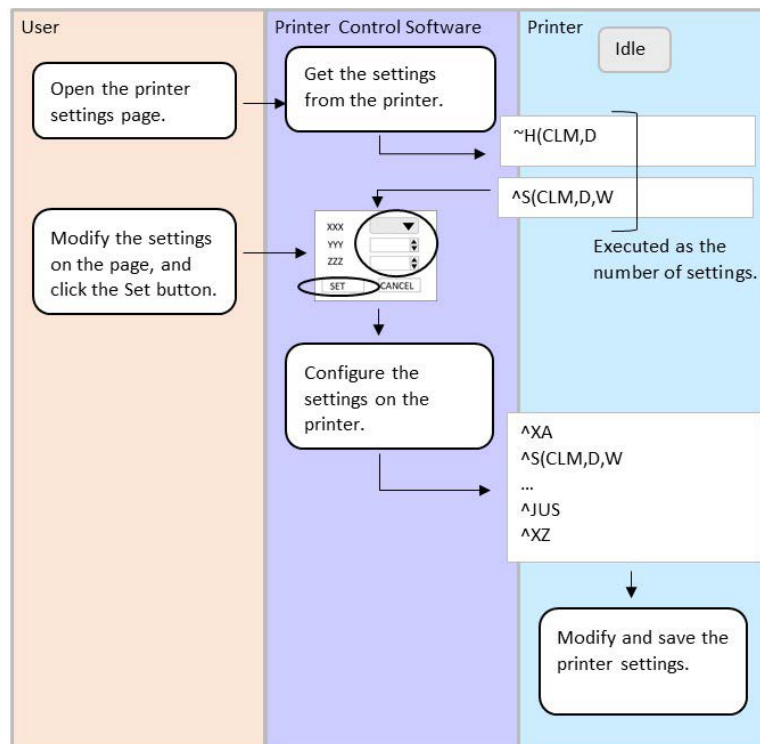 User
Printer Control Software
Printer
Idle
Open the printer
settings page.
Get the settings
from the printer.
~H(CLM,D
^S(CLM,D,W
Executed as the
number of settings.
Modify the settings
on the page, and
click the Set button.
XXX
YYY
ZZZ
SET
CANCEL
Configure the
settings on the
printer.
^XA
^S(CLM,D,W
...
^JUS
^XZ
Modify and save the
printer settings.